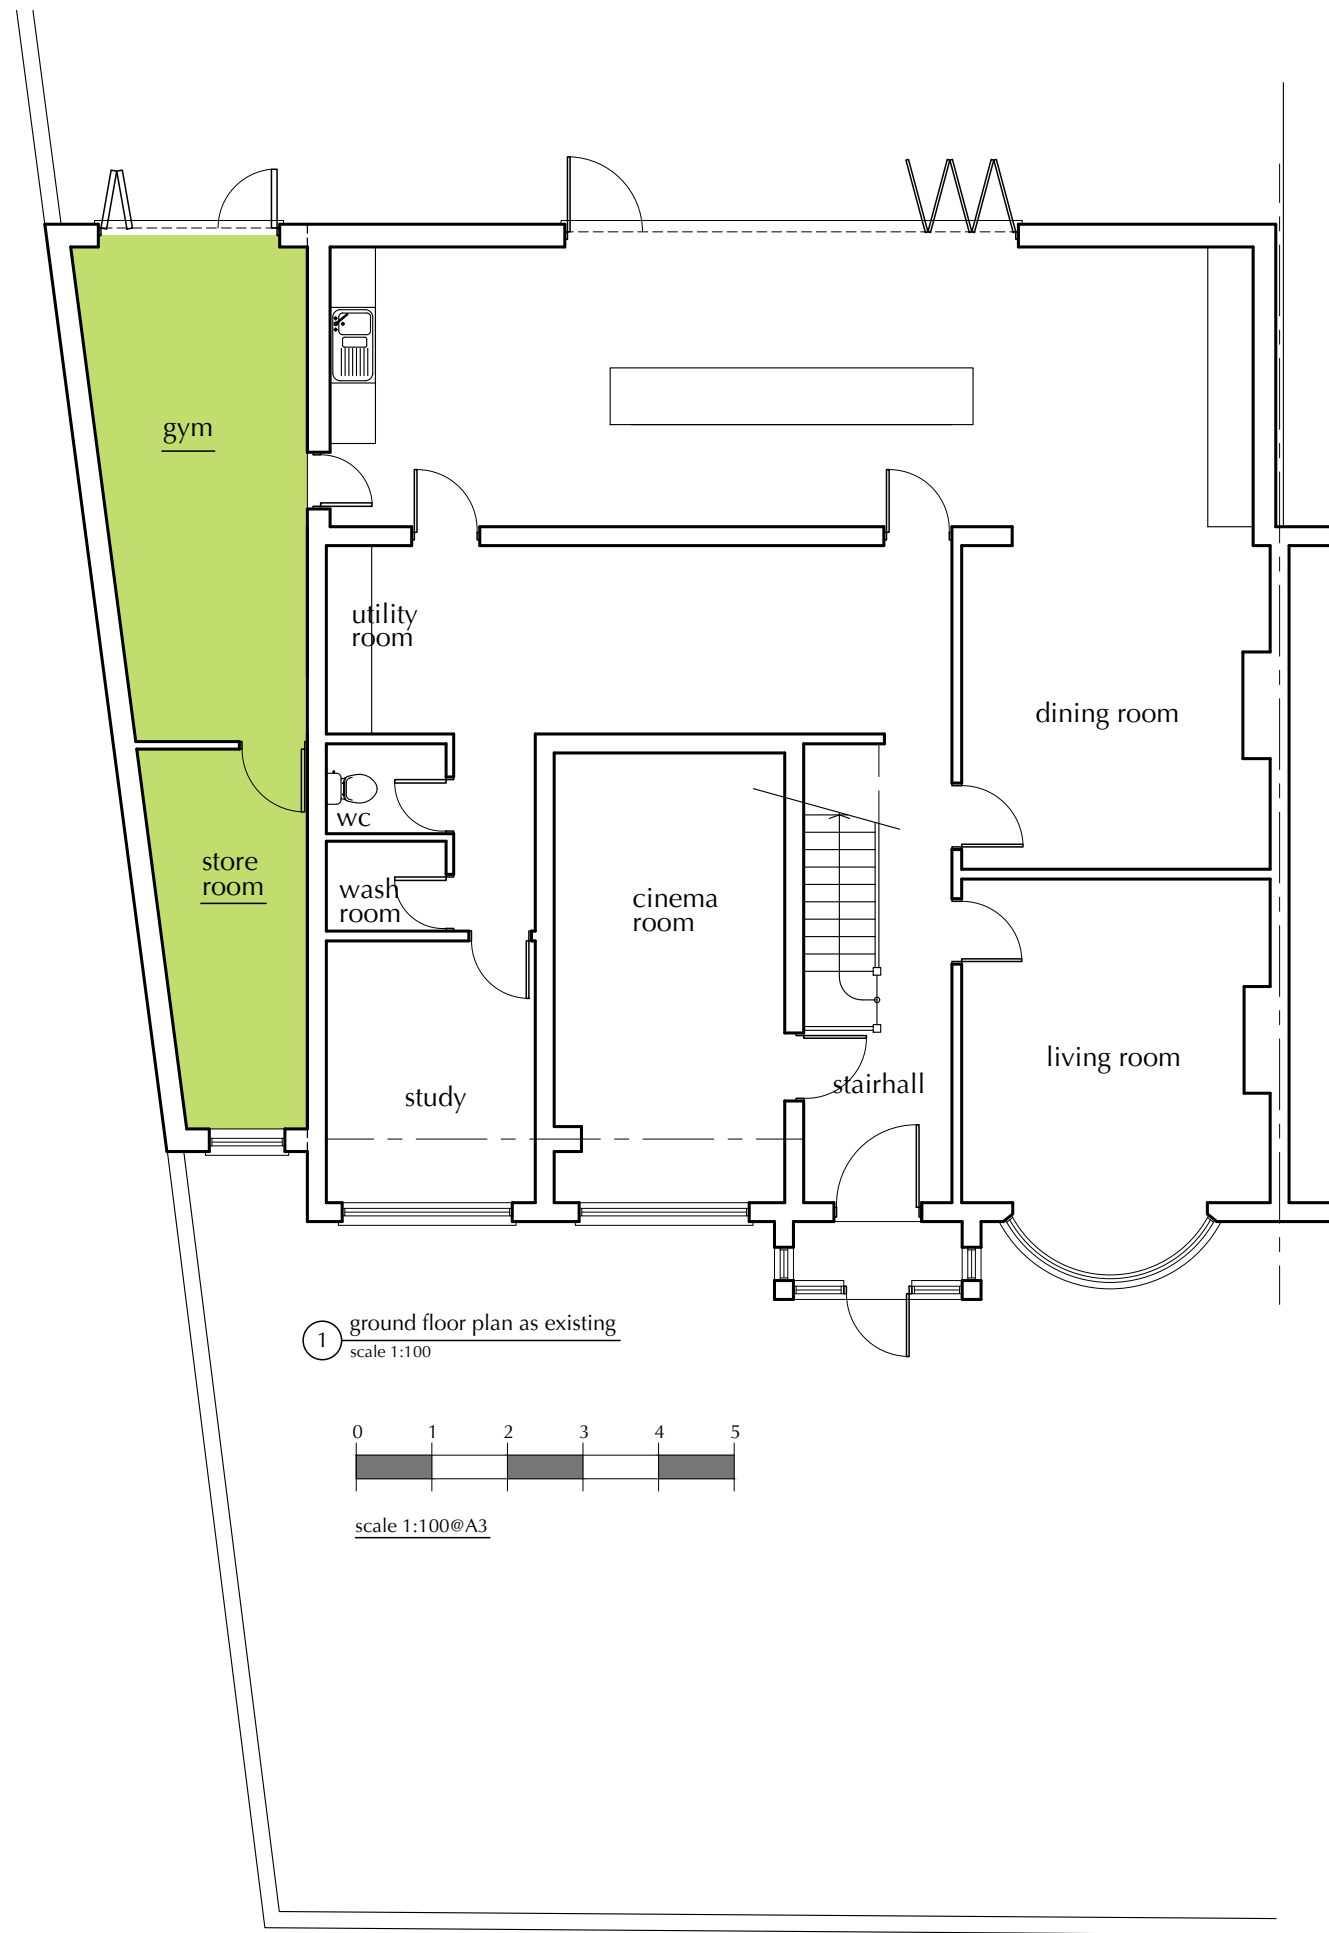 gym
utility
room
dining room
wc
store
room
wash
room
cinema
room
living room
stairhall
study
1
ground floor plan as existing
scale 1:100
0 1 2 3 4 5
scale 1:100@A3